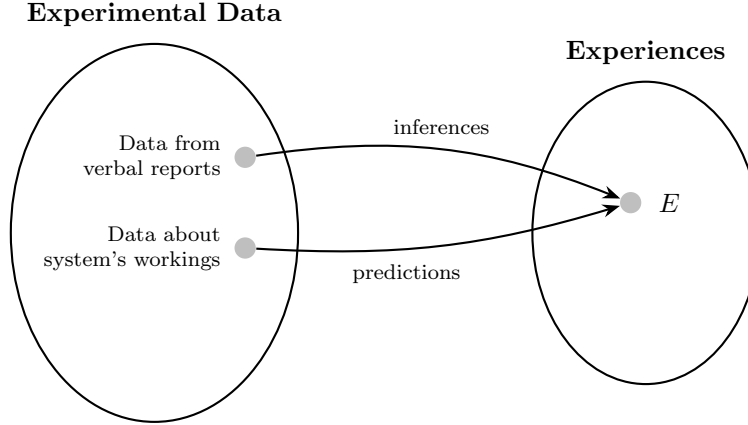 Experimental Data
Experiences
inferences
Data from
verbal reports
E
Data about
system's workings
predictions